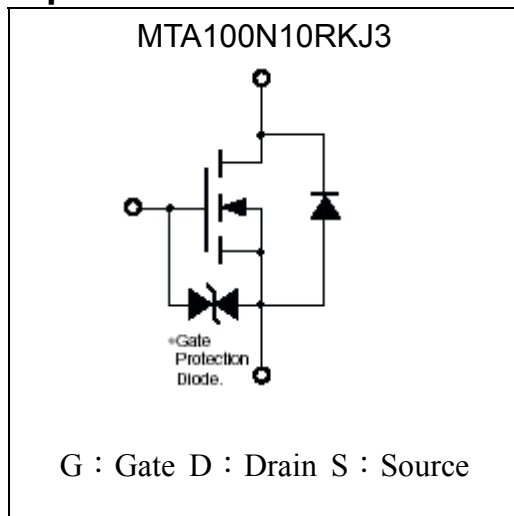 MTA100N10RKJ3
*Gate
Protection
Diode.
G：Gate D：Drain S：Source